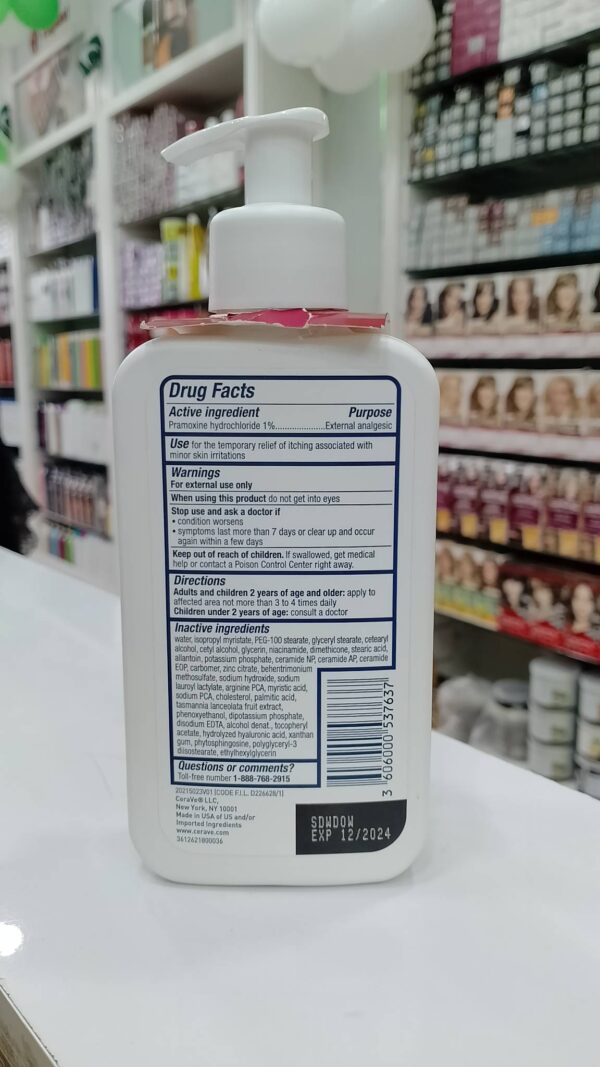 Drug Facts
Active ingredient Purpose
Pramoxine hydrochloride 1%......................External analgesic
Use for the temporary relief of itching associated with
minor skin irritations
Warnings
For external use only
When using this product do not get into eyes
Stop use and ask a doctor if
• condition worsens
• symptoms last more than 7 days or clear up and occur
again within a few days
Keep out of reach of children. If swallowed, get medical
help or contact a Poison Control Center right away.
Directions
Adults and children 2 years of age and older: apply to
affected area not more than 3 to 4 times daily
Children under 2 years of age: consult a doctor
Inactive ingredients
water, isopropyl myristate, PEG-100 stearate, glyceryl stearate, cetearyl
alcohol, cetyl alcohol, glycerin, niacinamide, dimethicone, stearic acid,
allantoin, potassium phosphate, ceramide NP, ceramide AP, ceramide
EOP, carbomer, zinc citrate, behentrimonium
methosulfate, sodium hydroxide, sodium
lauroyl lactylate, arginine PCA, myristic acid,
sodium PCA, cholesterol, palmitic acid,
tasmannia lanceolata fruit extract,
phenoxyethanol, dipotassium phosphate,
disodium EDTA, alcohol denat., tocopheryl
acetate, hydrolyzed hyaluronic acid, xanthan
gum, phytosphingosine, polyglyceryl-3
diisostearate, ethylhexylglycerin
Questions or comments?
Toll-free number 1-888-768-2915
3 606000 537637
20215023V01 [CODE F.I.L. D226628/1]
CeraVe® LLC,
New York, NY 10001
Made in USA of US and/or
Imported Ingredients
www.cerave.com
3612621800036
SDWDOW
EXP 12/2024